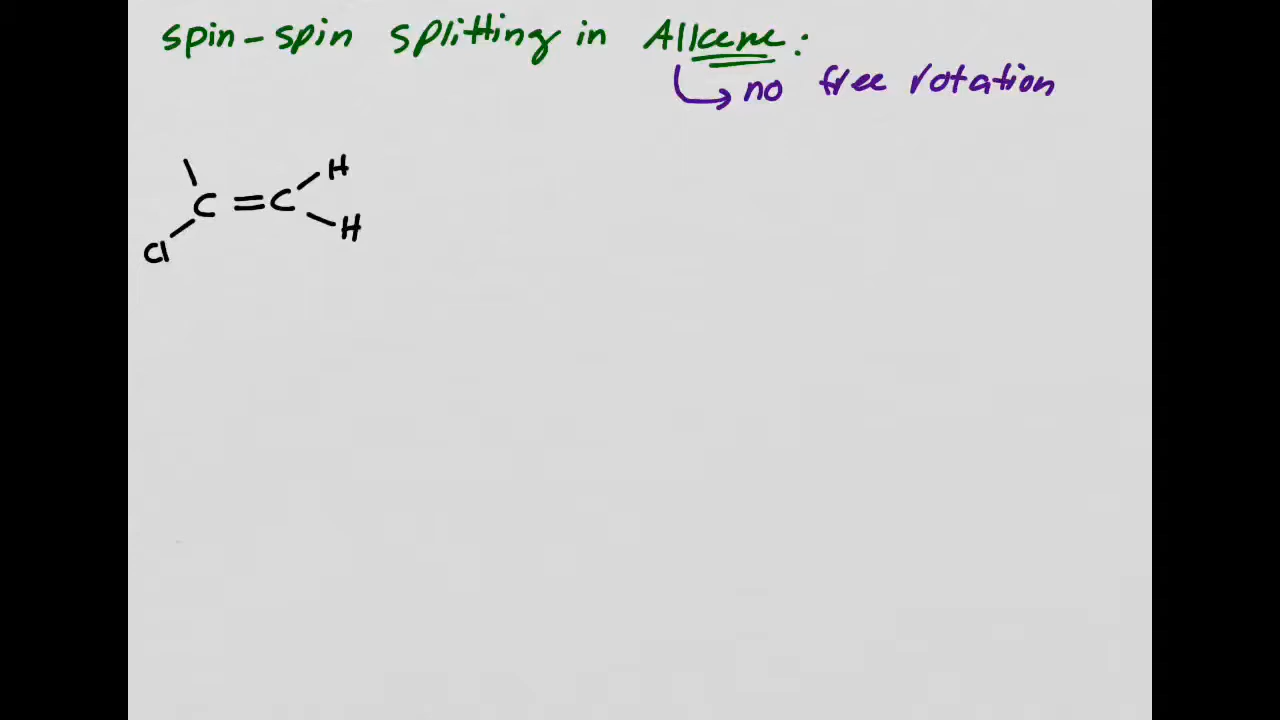 spin-spin splitting in Alkene:
no free rotation
H
C=C
H
Cl